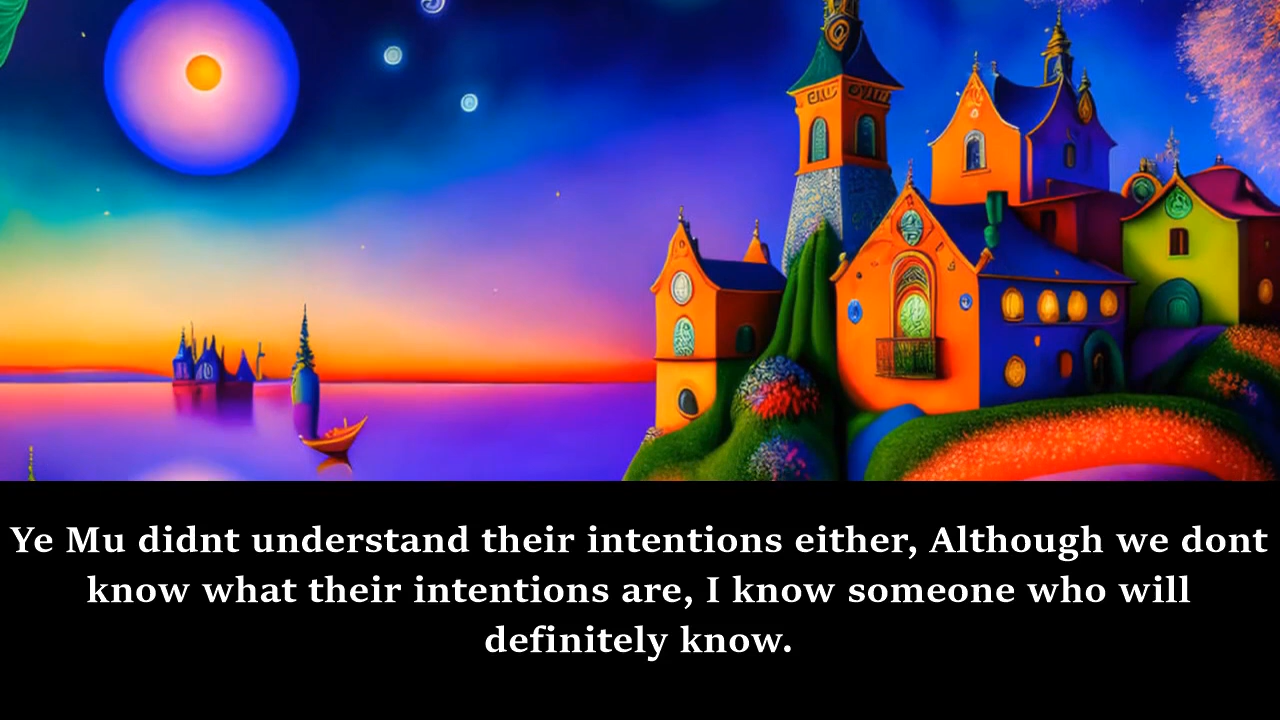 Ye Mu didnt understand their intentions either, Although we dont
know what their intentions are, I know someone who will
definitely know.